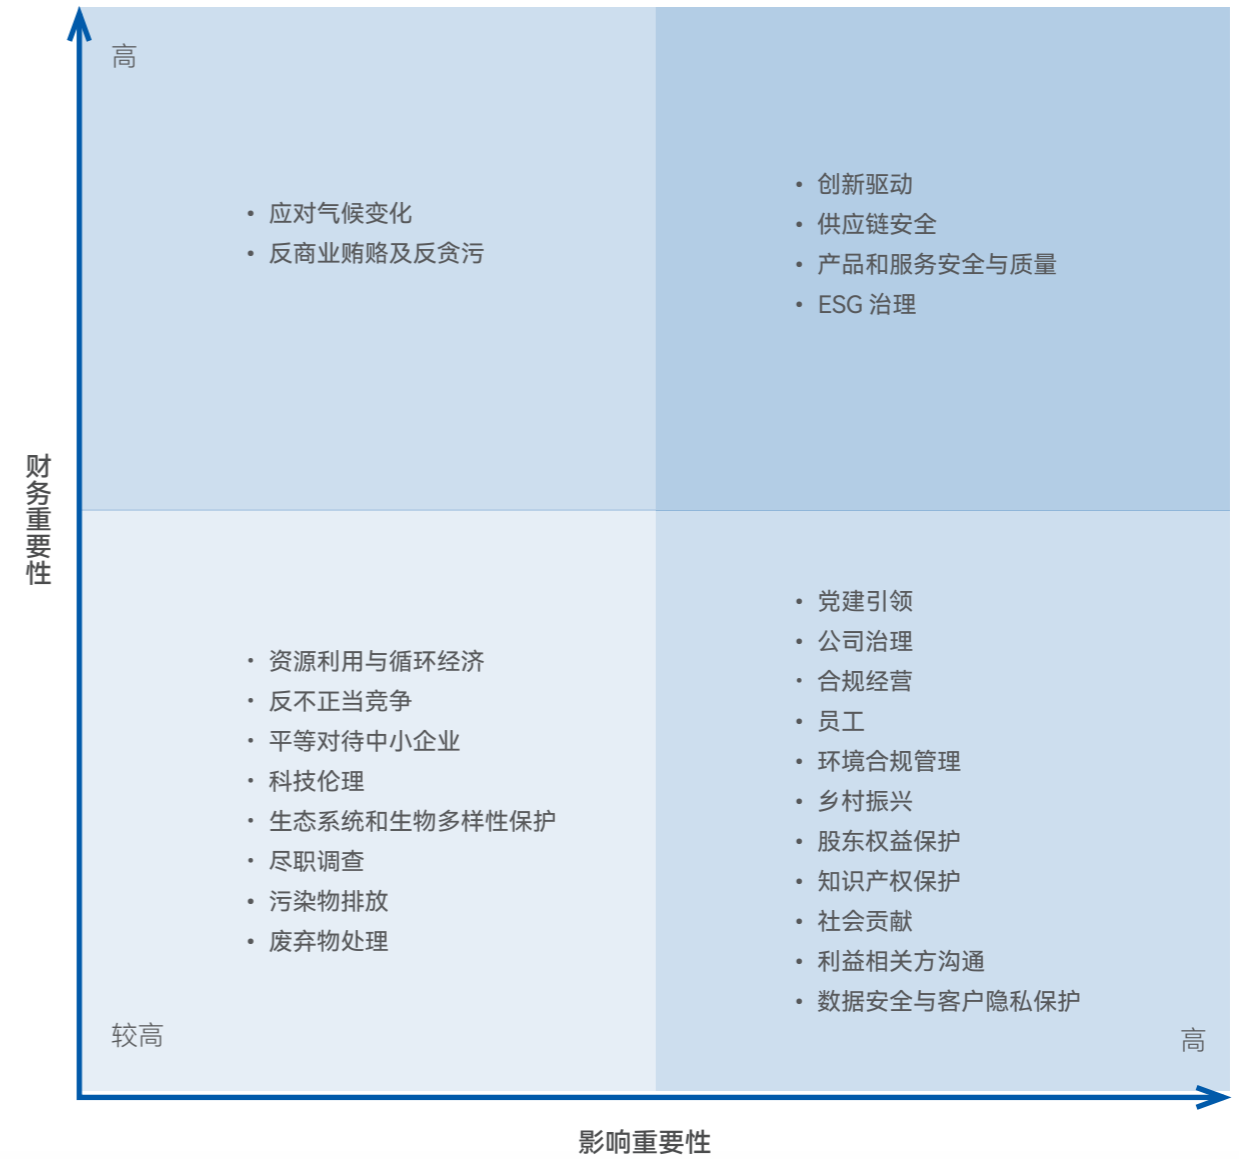 高
• 应对气候变化
• 反商业贿赂及反贪污
• 创新驱动
• 供应链安全
• 产品和服务安全与质量
• ESG 治理
财务重要性
• 资源利用与循环经济
• 反不正当竞争
• 平等对待中小企业
• 科技伦理
• 生态系统和生物多样性保护
• 尽职调查
• 污染物排放
• 废弃物处理
• 党建引领
• 公司治理
• 合规经营
• 员工
• 环境合规管理
• 乡村振兴
• 股东权益保护
• 知识产权保护
• 社会贡献
• 利益相关方沟通
• 数据安全与客户隐私保护
较高
高
影响重要性